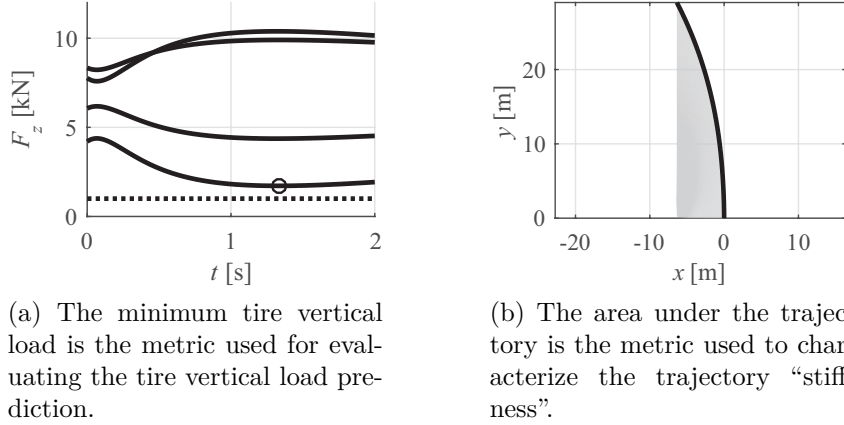 10
5
0
F_z [kN]
0
1
2
t [s]
20
10
0
y [m]
-20
-10
0
10
x [m]
(a) The minimum tire vertical
load is the metric used for eval-
uating the tire vertical load pre-
diction.
(b) The area under the trajec
tory is the metric used to char
acterize the trajectory “stiff
ness”.